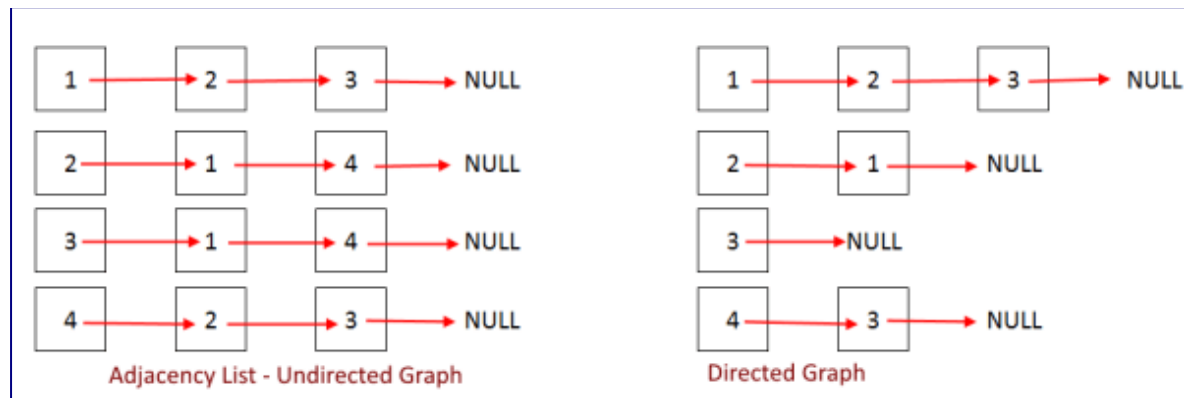 1 2 3 NULL
2 1 4 NULL
3 1 4 NULL
4 2 3 NULL
Adjacency List - Undirected Graph
1 2 3 NULL
2 1 NULL
3 NULL
4 3 NULL
Directed Graph